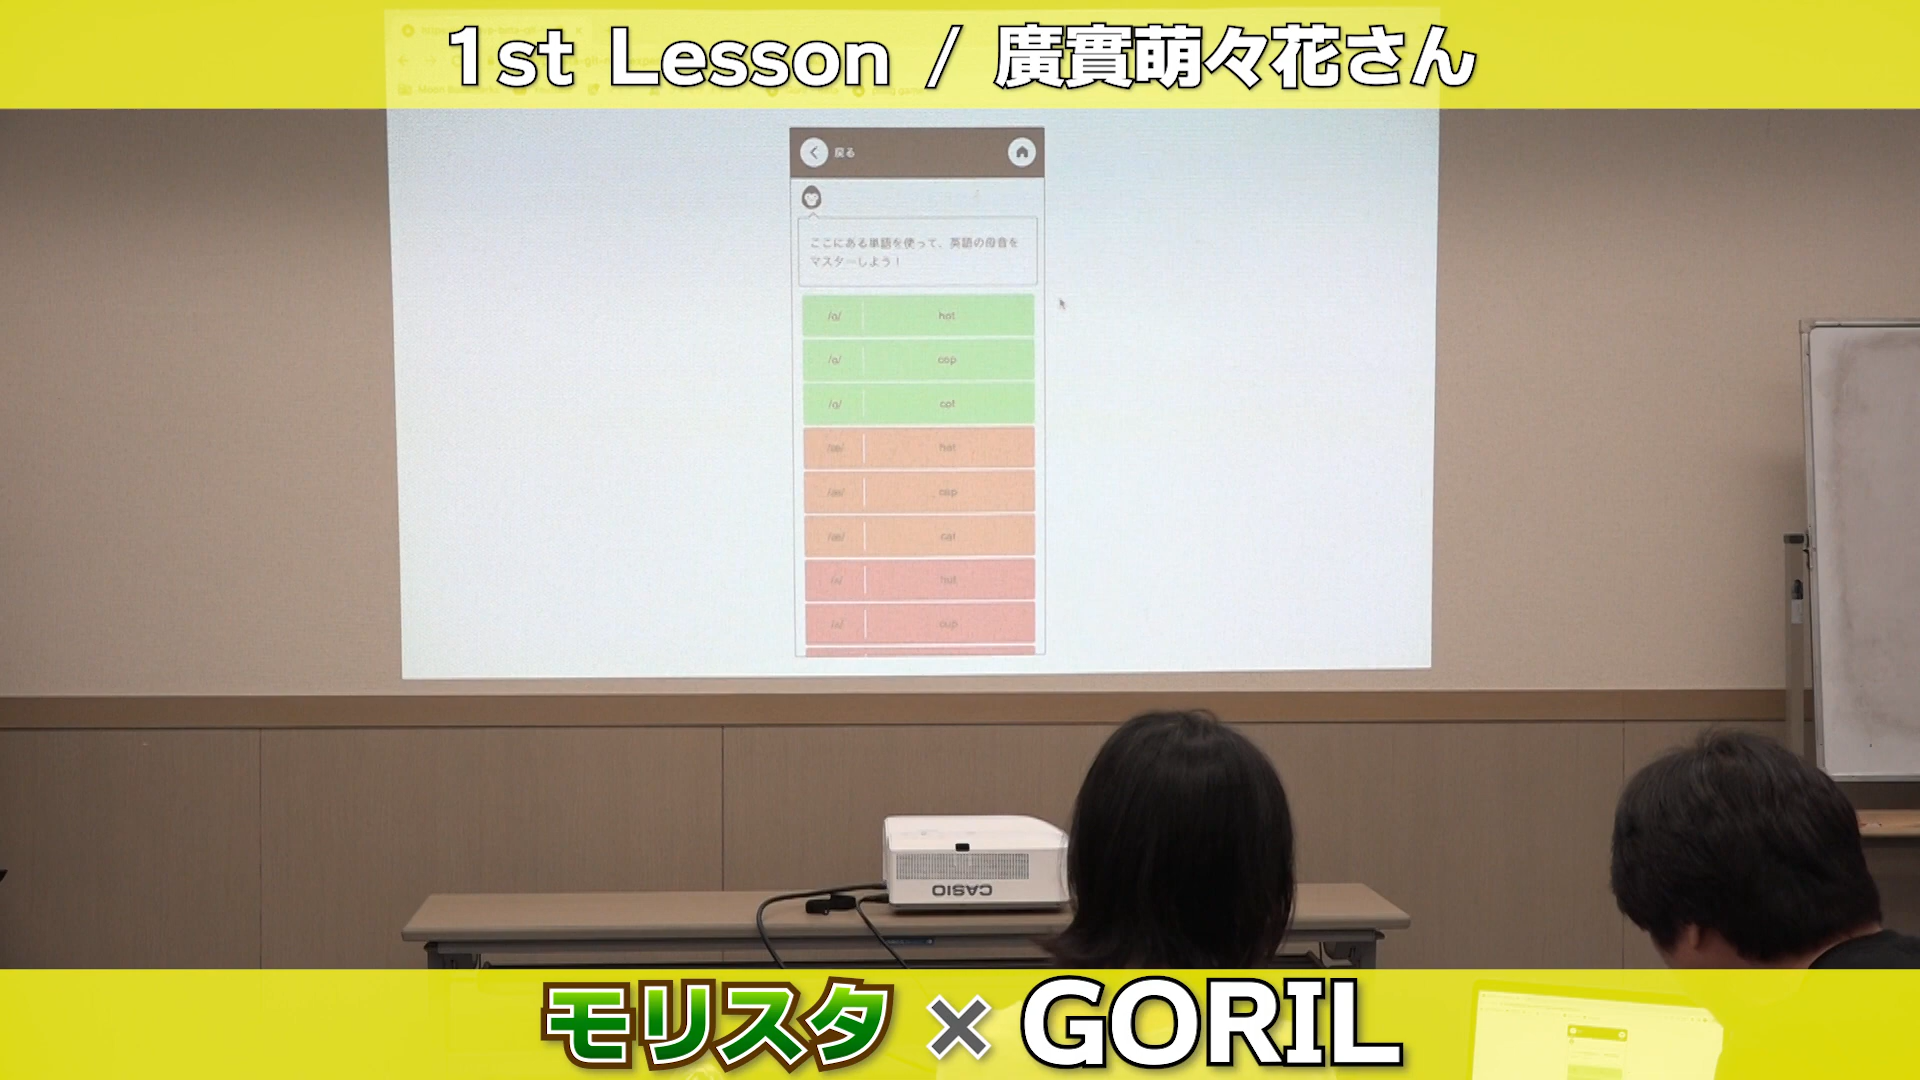 1st Lesson / 廣實萌々花さん
戻る
ここにある単語を使って、英語の母音を
マスターしよう！
/ɑ/ hot
/ɑ/ cop
/ɑ/ cot
/æ/ hat
/æ/ cap
/æ/ cat
/ʌ/ hut
/ʌ/ cup
CASIO
モリスタ × GORIL